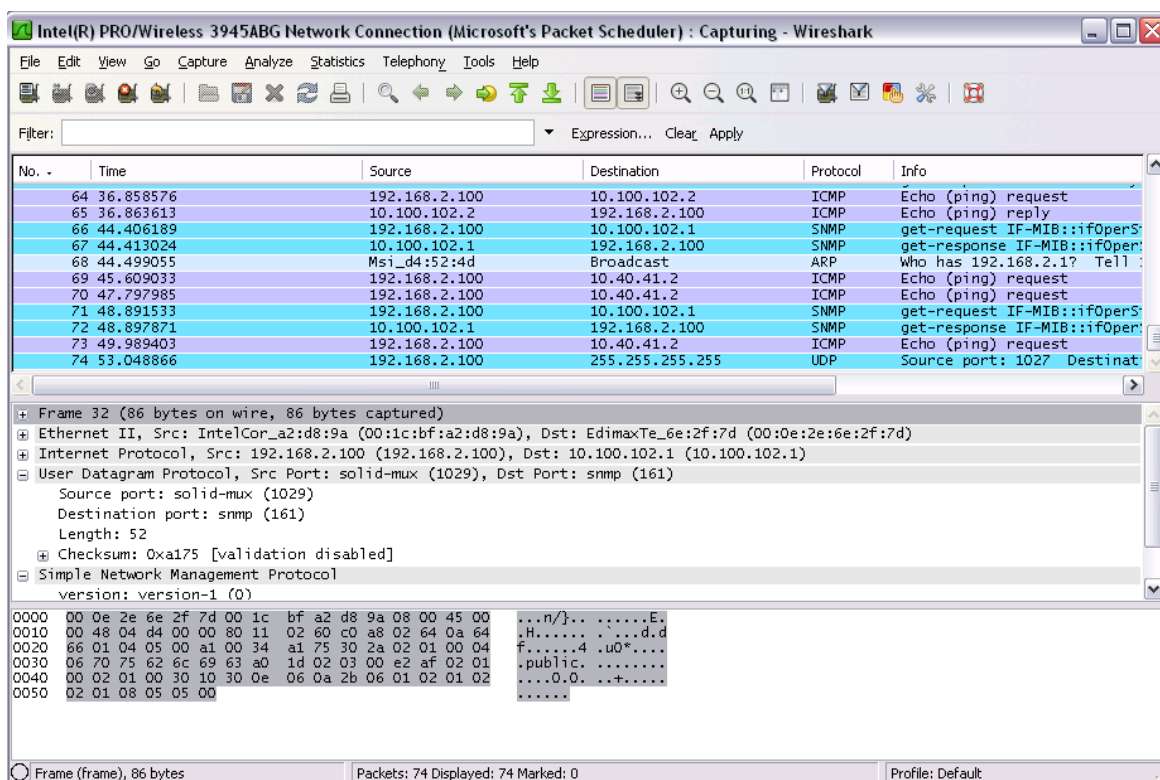 Intel(R) PRO/Wireless 3945ABG Network Connection (Microsoft's Packet Scheduler) : Capturing - Wireshark
File Edit View Go Capture Analyze Statistics Telephony Tools Help
Filter: Expression... Clear Apply
No. Time Source Destination Protocol Info
64 36.858576 192.168.2.100 10.100.102.2 ICMP Echo (ping) request
65 36.863613 10.100.102.2 192.168.2.100 ICMP Echo (ping) reply
66 44.406189 192.168.2.100 10.100.102.1 SNMP get-request IF-MIB::ifOperS
67 44.413024 10.100.102.1 192.168.2.100 SNMP get-response IF-MIB::ifOper
68 44.499055 Msi_d4:52:4d Broadcast ARP Who has 192.168.2.1? Tell
69 45.609033 192.168.2.100 10.40.41.2 ICMP Echo (ping) request
70 47.797985 192.168.2.100 10.40.41.2 ICMP Echo (ping) request
71 48.891533 192.168.2.100 10.100.102.1 SNMP get-request IF-MIB::ifOperS
72 48.897871 10.100.102.1 192.168.2.100 SNMP get-response IF-MIB::ifOper
73 49.989403 192.168.2.100 10.40.41.2 ICMP Echo (ping) request
74 53.048866 192.168.2.100 255.255.255.255 UDP Source port: 1027 Destinat
Frame 32 (86 bytes on wire, 86 bytes captured)
Ethernet II, Src: IntelCor_a2:d8:9a (00:1c:bf:a2:d8:9a), Dst: EdimaxTe_6e:2f:7d (00:0e:2e:6e:2f:7d)
Internet Protocol, Src: 192.168.2.100 (192.168.2.100), Dst: 10.100.102.1 (10.100.102.1)
User Datagram Protocol, Src Port: solid-mux (1029), Dst Port: snmp (161)
Source port: solid-mux (1029)
Destination port: snmp (161)
Length: 52
Checksum: 0xa175 [validation disabled]
Simple Network Management Protocol
version: version-1 (0)
0000 00 0e 2e 6e 2f 7d 00 1c bf a2 d8 9a 08 00 45 00 ...n/}.. ......E.
0010 00 48 04 d4 00 00 80 11 02 60 c0 a8 02 64 0a 64 .H...... .`...d.d
0020 66 01 04 05 00 a1 00 34 a1 75 30 2a 02 01 00 04 f......4 .u0*....
0030 06 70 75 62 6c 69 63 a0 1d 02 03 00 e2 af 02 01 .public. ........
0040 00 02 01 00 30 10 30 0e 06 0a 2b 06 01 02 01 02 ....0.0. ..+.....
0050 02 01 08 05 05 00 ......
Frame (frame), 86 bytes Packets: 74 Displayed: 74 Marked: 0 Profile: Default